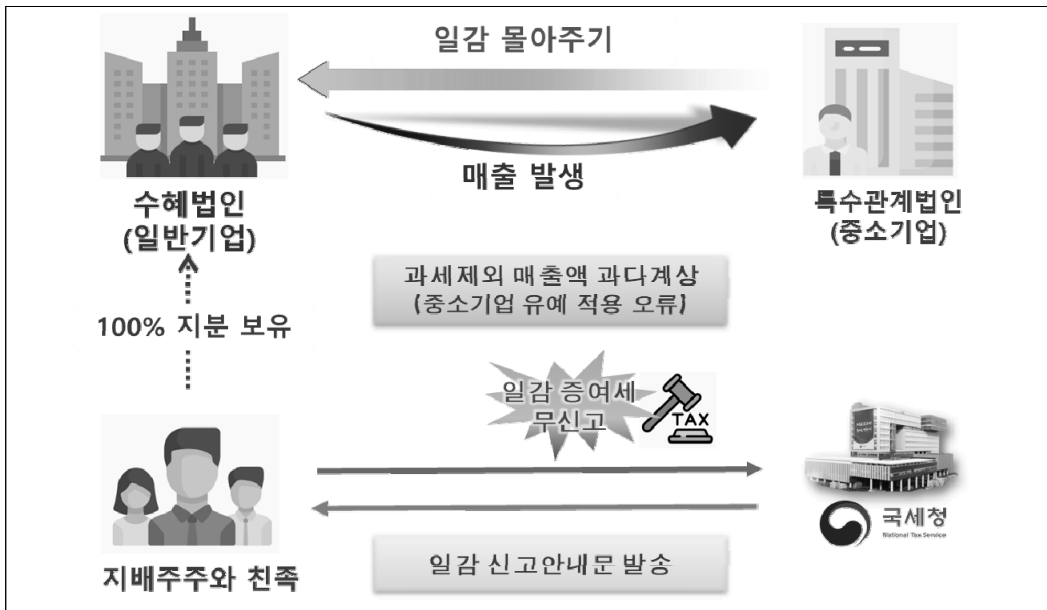 일감 몰아주기
매출 발생
수혜법인
(일반기업)
특수관계법인
(중소기업)
과세제외 매출액 과다계상
(중소기업 유예 적용 오류)
100% 지분 보유
일감 증여세
무신고
TAX
국세청
National Tax Service
지배주주와 친족
일감 신고안내문 발송